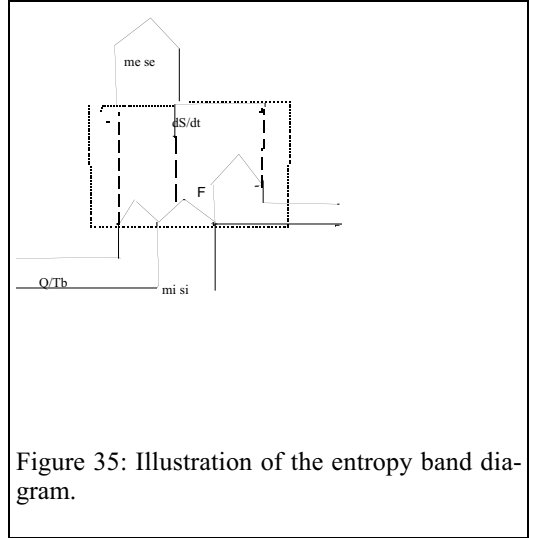 me se
dS/dt
F
Q/Tb
mi si
Figure 35: Illustration of the entropy band dia-
gram.